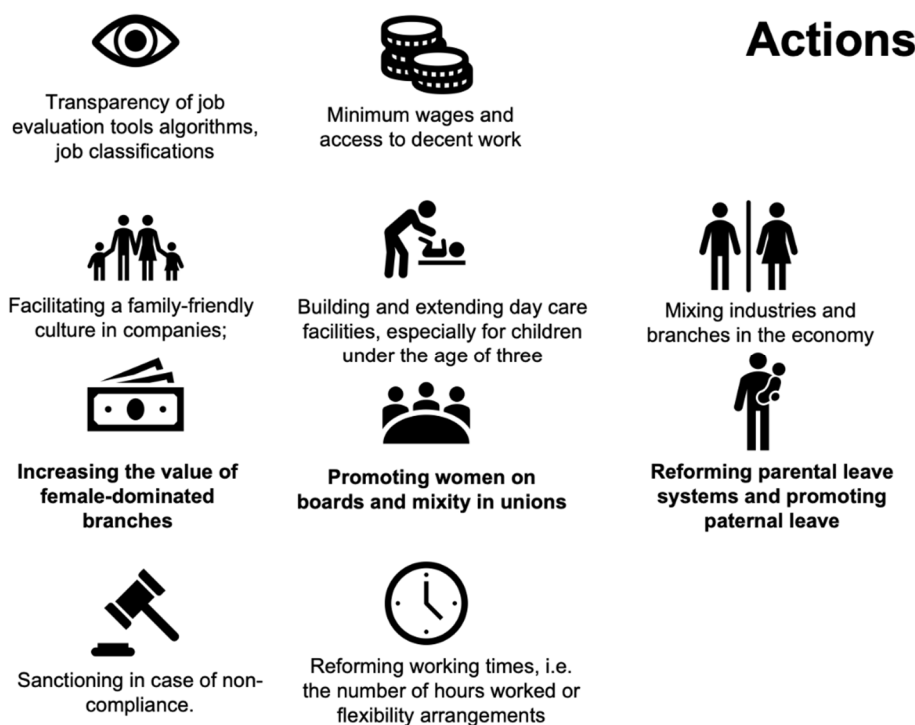 Actions
Transparency of job
evaluation tools algorithms,
job classifications
Minimum wages and
access to decent work
Facilitating a family-friendly
culture in companies;
Building and extending day care
facilities, especially for children
under the age of three
Mixing industries and
branches in the economy
Increasing the value of
female-dominated
branches
Promoting women on
boards and mixity in unions
Reforming parental leave
systems and promoting
paternal leave
Sanctioning in case of non-
compliance.
Reforming working times, i.e.
the number of hours worked or
flexibility arrangements